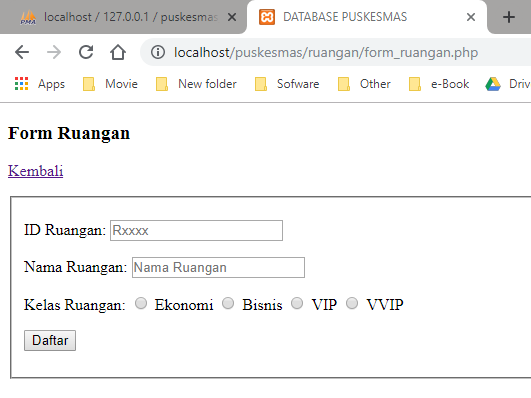 localhost / 127.0.0.1 / puskesmas
DATABASE PUSKESMAS
localhost/puskesmas/ruangan/form_ruangan.php
Apps Movie New folder Sofware Other e-Book Driv
Form Ruangan
Kembali
ID Ruangan: Rxxxx
Nama Ruangan: Nama Ruangan
Kelas Ruangan: Ekonomi Bisnis VIP VVIP
Daftar